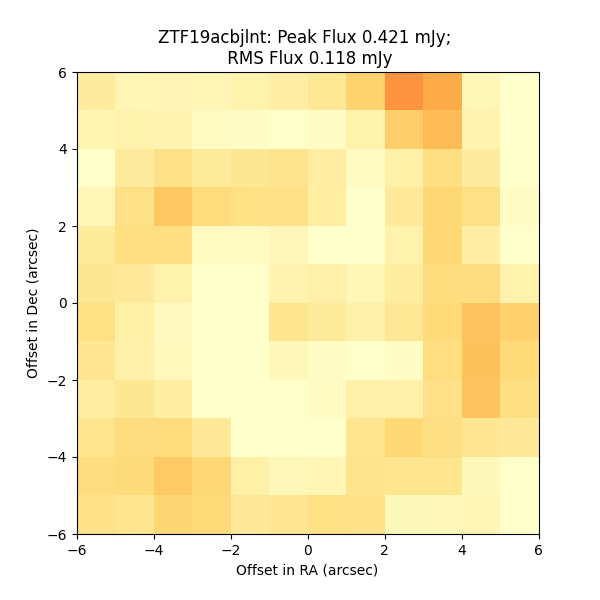 ZTF19acbjlnt: Peak Flux 0.421 mJy;
RMS Flux 0.118 mJy
6
4
2
0
−2
−4
−6
Offset in Dec (arcsec)
−6 −4 −2 0 2 4 6
Offset in RA (arcsec)